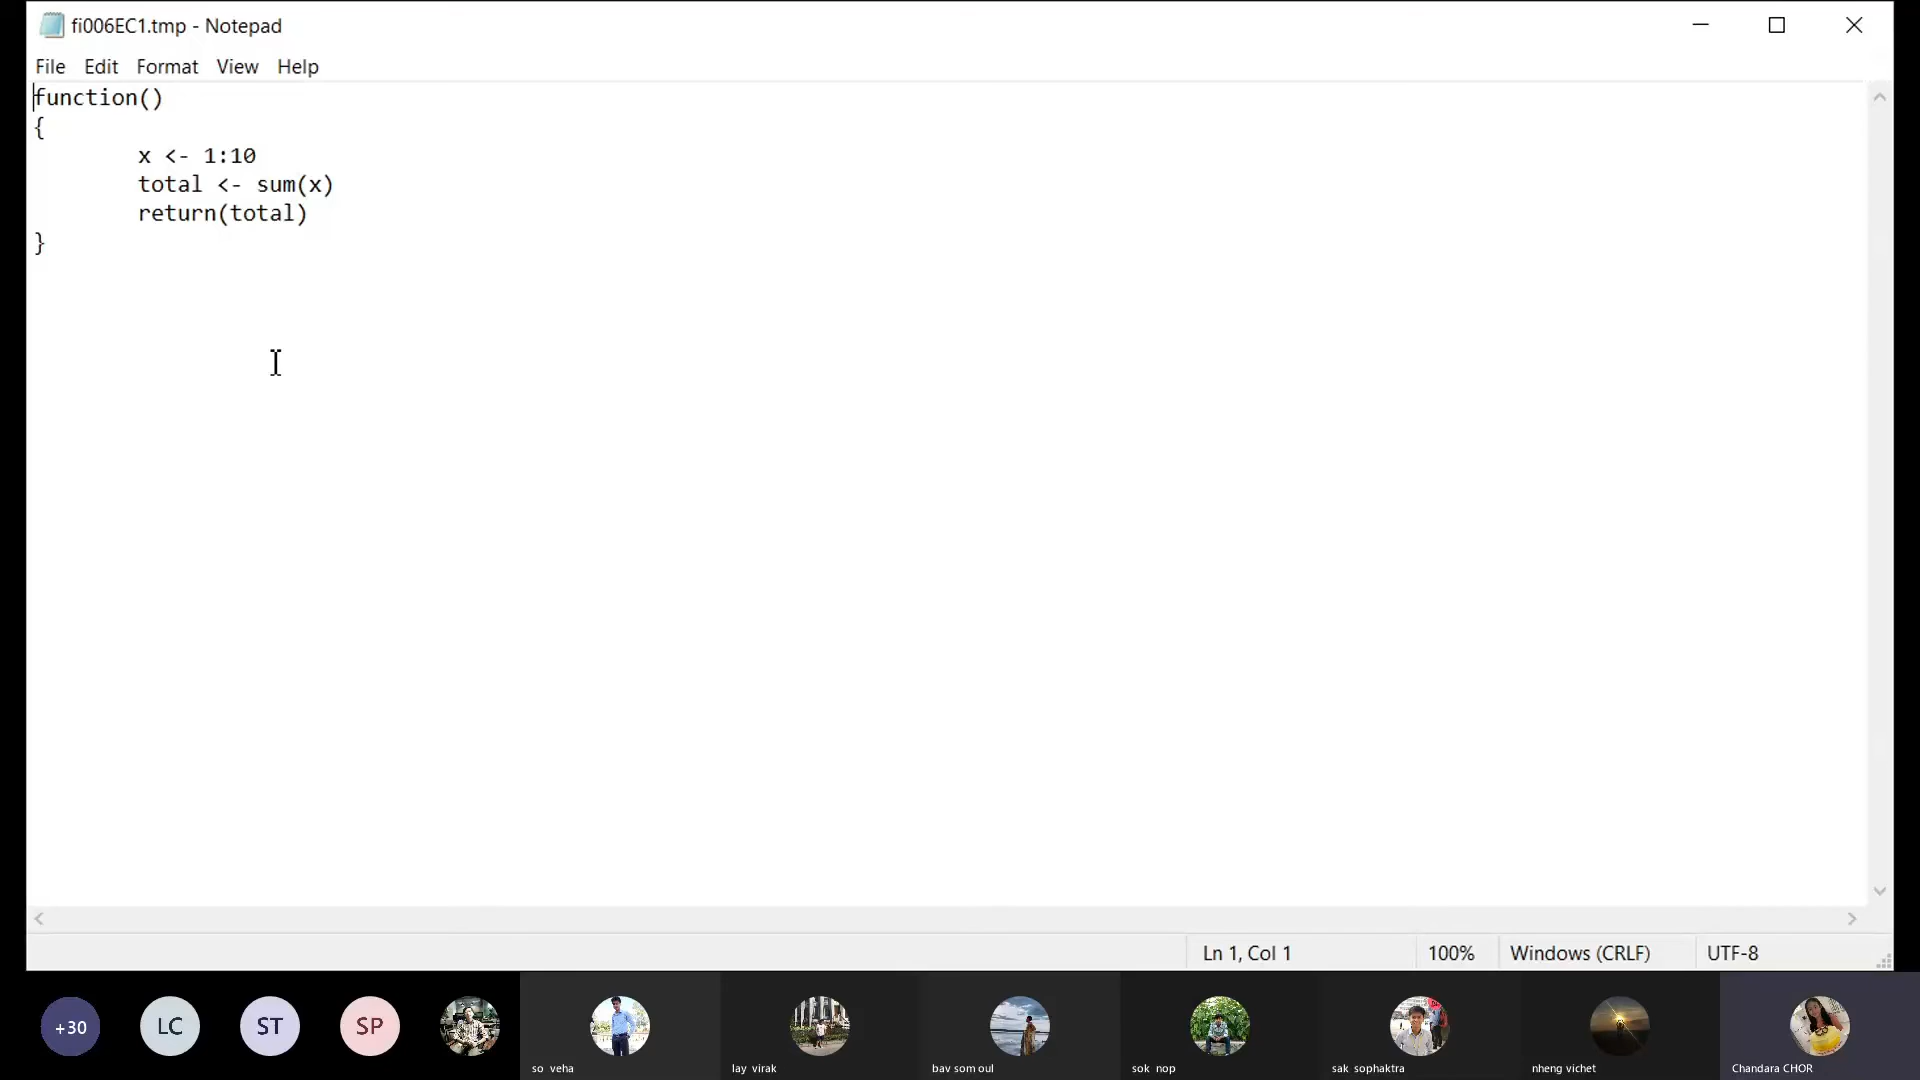 fi006EC1.tmp - Notepad
File Edit Format View Help
function()
{
x <- 1:10
total <- sum(x)
return(total)
}
Ln 1, Col 1 100% Windows (CRLF) UTF-8
+30 LC ST SP
so veha lay virak bav som oul sok nop sak sophaktra nheng vichet Chandara CHOR